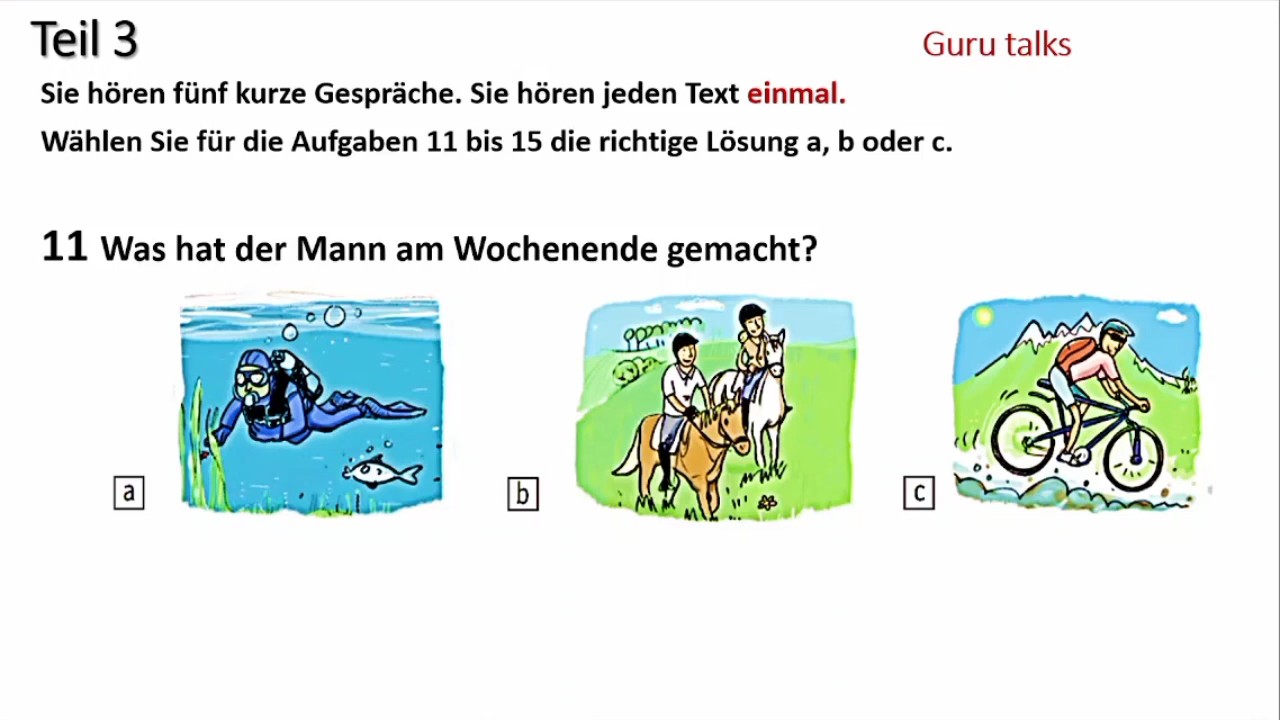 Teil 3
Guru talks
Sie hören fünf kurze Gespräche. Sie hören jeden Text einmal.
Wählen Sie für die Aufgaben 11 bis 15 die richtige Lösung a, b oder c.
11 Was hat der Mann am Wochenende gemacht?
a
b
c